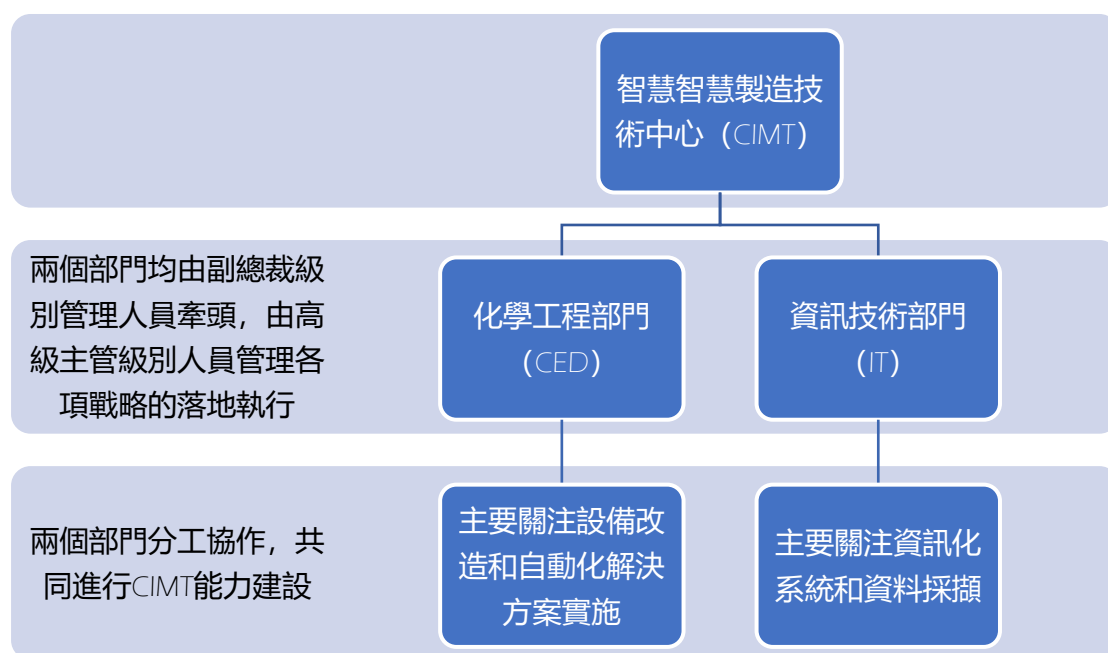 智慧智慧製造技
術中心（CIMT）
兩個部門均由副總裁級
別管理人員牽頭，由高
級主管級別人員管理各
項戰略的落地執行
化學工程部門
（CED）
資訊技術部門
（IT）
兩個部門分工協作，共
同進行CIMT能力建設
主要關注設備改
造和自動化解決
方案實施
主要關注資訊化
系統和資料採擷